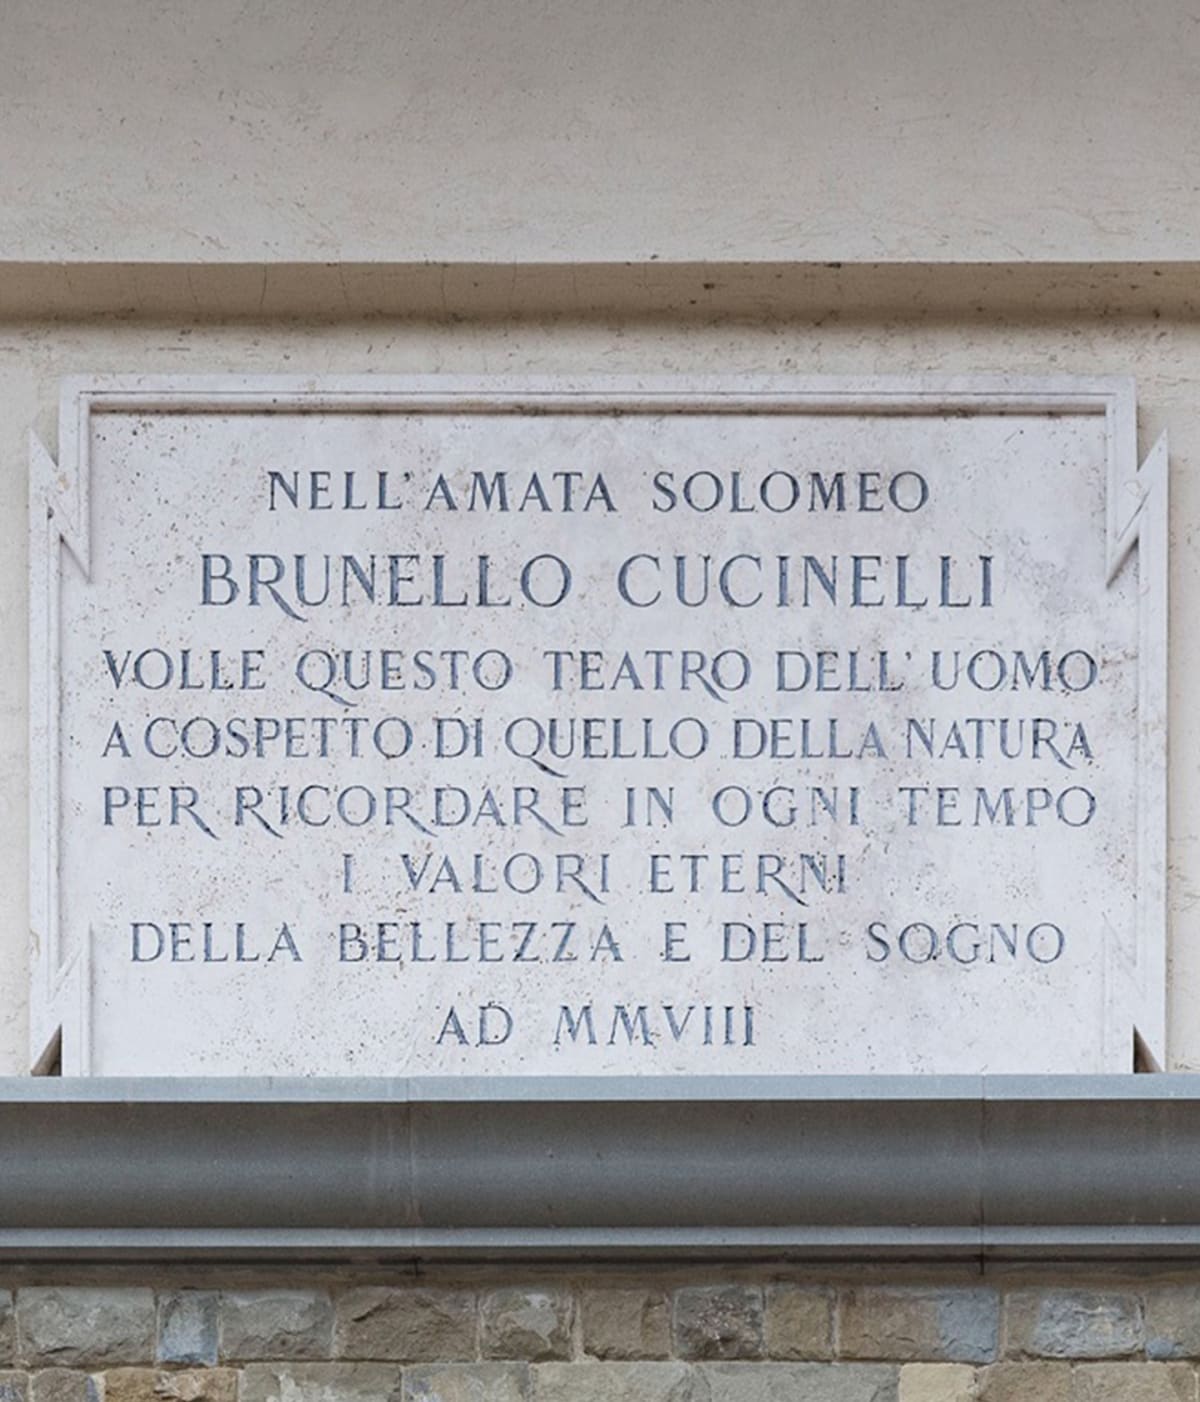 NELL'AMATA SOLOMEO
BRUNELLO CUCINELLI
VOLLE QUESTO TEATRO DELL'UOMO
A COSPETTO DI QUELLO DELLA NATURA
PER RICORDARE IN OGNI TEMPO
I VALORI ETERNI
DELLA BELLEZZA E DEL SOGNO
AD MMVIII